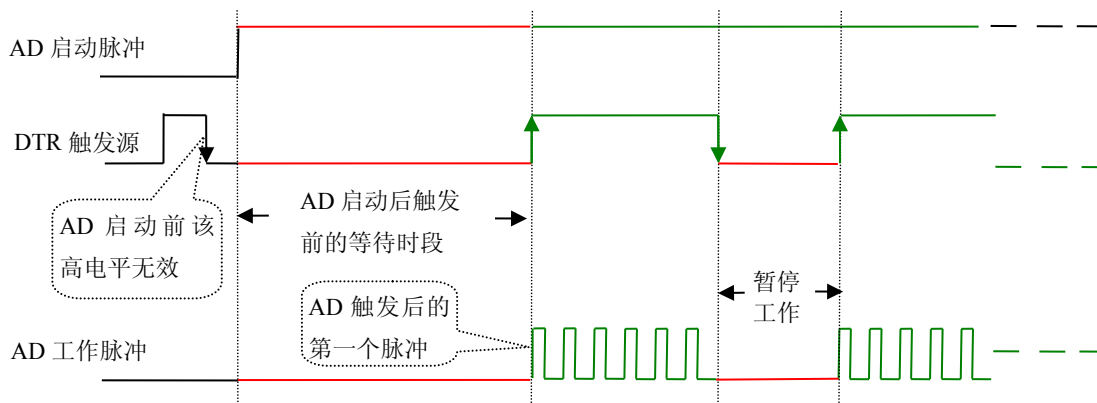 AD 启动脉冲
DTR 触发源
AD 启动前该
高电平无效
AD 启动后触发
前的等待时段
AD 触发后的
第一个脉冲
暂停
工作
AD 工作脉冲